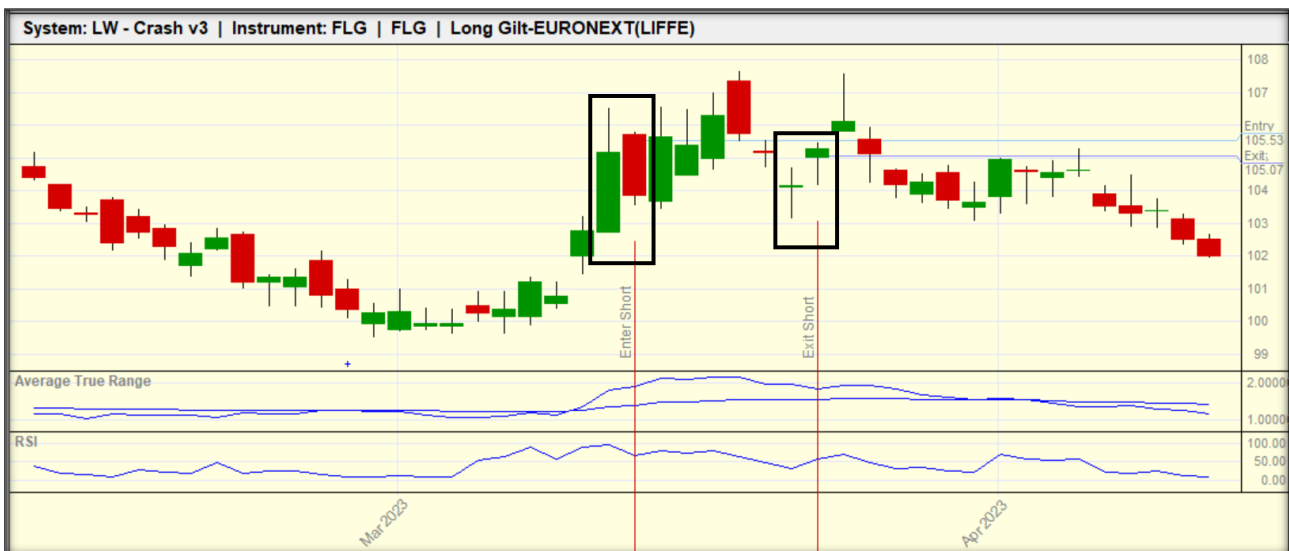 System: LW - Crash v3 | Instrument: FLG | FLG | Long Gilt-EURONEXT(LIFFE)
108
107
Entry
105.53
Exit
105.07
104
103
102
101
100
99
Enter Short
Exit Short
Average True Range
2.0000
1.0000
RSI
100.00
50.00
0.00
Mar 2023
Apr 2023